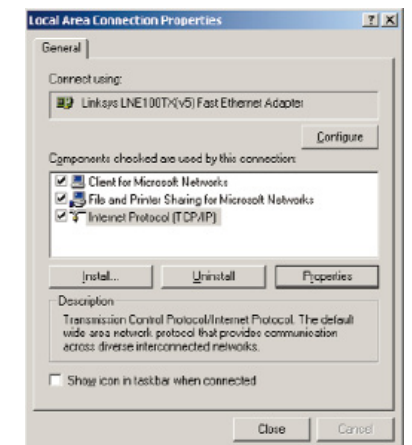 Local Area Connection Properties
General
Connect using:
Linksys LNE100TX(v5) Fast Ethernet Adapter
Configure
Components checked are used by this connection:
Client for Microsoft Networks
File and Printer Sharing for Microsoft Networks
Internet Protocol (TCP/IP)
Install... Uninstall Properties
Description
Transmission Control Protocol/Internet Protocol. The default
wide area network protocol that provides communication
across diverse interconnected networks.
Show icon in taskbar when connected
Close Cancel